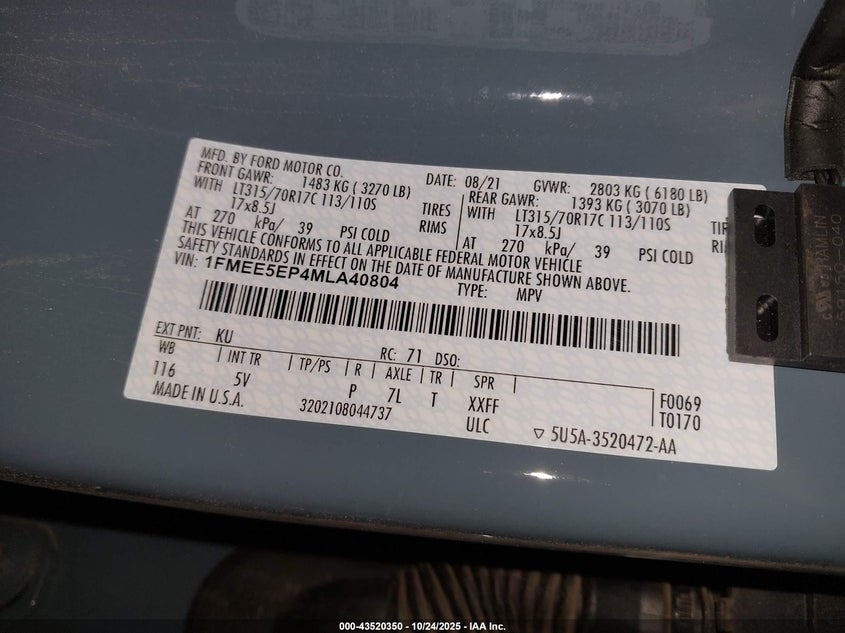 MFD. BY FORD MOTOR CO.
DATE: 08/21
GVWR: 2803 KG ( 6180 LB)
FRONT GAWR: 1483 KG ( 3270 LB)
WITH LT315/70R17C 113/110S TIRES
17x8.5J RIMS
AT 270 kPa/ 39 PSI COLD
REAR GAWR: 1393 KG ( 3070 LB)
WITH LT315/70R17C 113/110S
17x8.5J
AT 270 kPa/ 39 PSI COLD
THIS VEHICLE CONFORMS TO ALL APPLICABLE FEDERAL MOTOR VEHICLE
SAFETY STANDARDS IN EFFECT ON THE DATE OF MANUFACTURE SHOWN ABOVE.
VIN: 1FMEE5EP4MLA40804
TYPE: MPV
EXT PNT: KU RC: 71 DSO:
WB | INT TR | TP/PS | R | AXLE | TR | SPR
116 5V P 7L T XXFF
MADE IN U.S.A. 3202108044737 ULC
F0069
T0170
▽ 5U5A-3520472-AA
HAMLIN
000-43520350 | 10/24/2025 | IAA Inc.